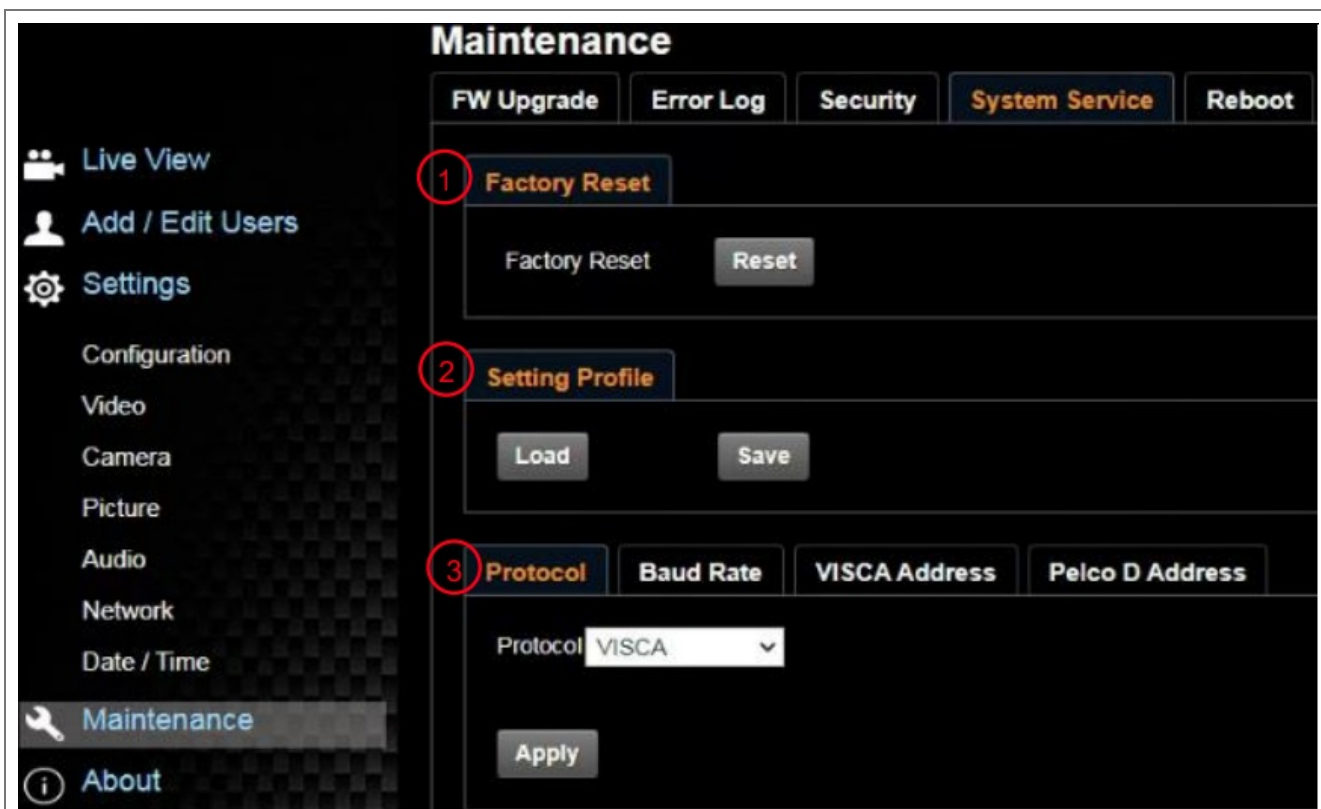 Maintenance
FW Upgrade Error Log Security System Service Reboot
Live View
Add / Edit Users
Settings
Configuration
Video
Camera
Picture
Audio
Network
Date / Time
Maintenance
About
1 Factory Reset
Factory Reset Reset
2 Setting Profile
Load Save
3 Protocol Baud Rate VISCA Address Pelco D Address
Protocol VISCA
Apply